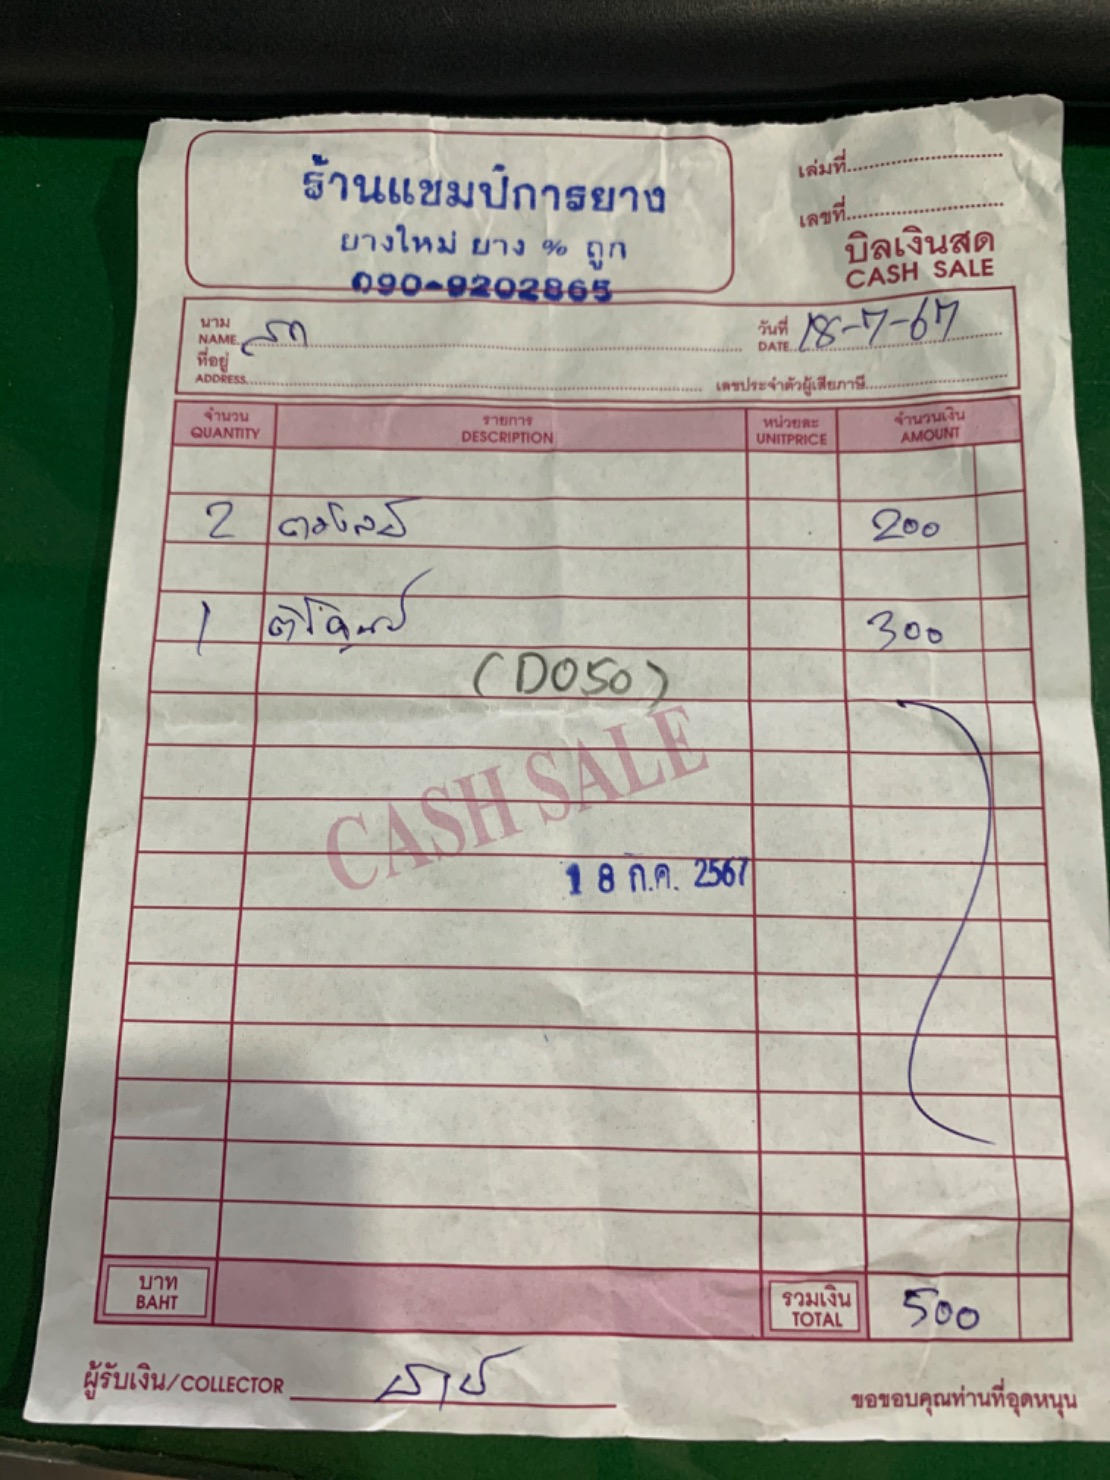 ร้านแชมป์การยาง
ยางใหม่ ยาง % ถูก
090-9202865
เล่มที่
เลขที่
บิลเงินสด
CASH SALE
นาม
NAME
วันที่
DATE 18-7-67
ที่อยู่
ADDRESS
เลขประจำตัวผู้เสียภาษี
จำนวน รายการ หน่วยละ จำนวนเงิน
QUANTITY DESCRIPTION UNITPRICE AMOUNT
2 200
1 300
(D050)
CASH SALE
18 ก.ค. 2567
บาท
BAHT
รวมเงิน
TOTAL 500
ผู้รับเงิน/COLLECTOR
ขอขอบคุณท่านที่อุดหนุน